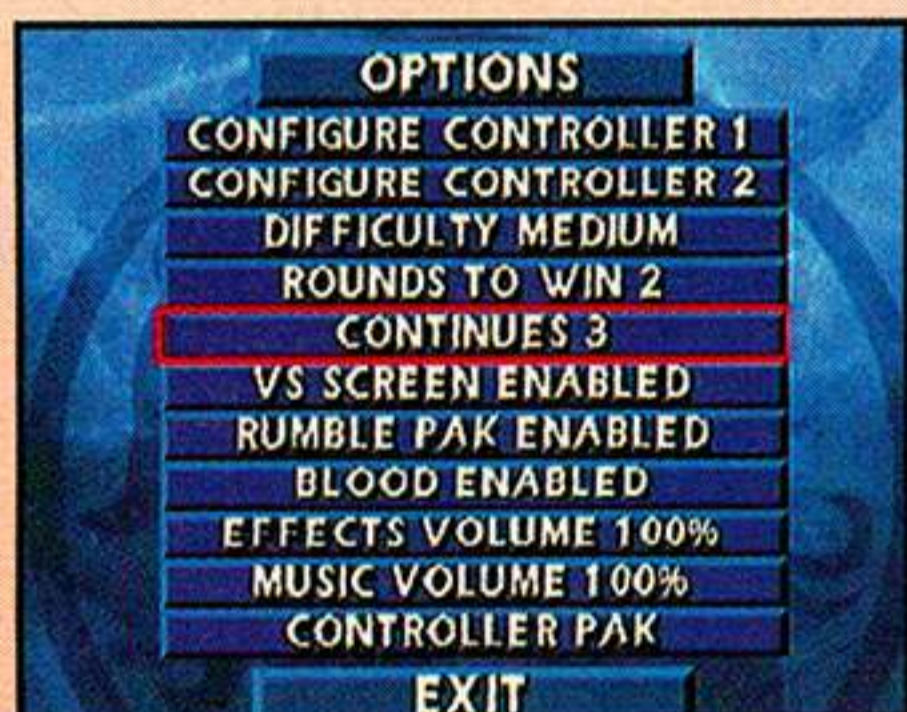 OPTIONS
CONFIGURE CONTROLLER 1
CONFIGURE CONTROLLER 2
DIFFICULTY MEDIUM
ROUNDS TO WIN 2
CONTINUES 3
VS SCREEN ENABLED
RUMBLE PAK ENABLED
BLOOD ENABLED
EFFECTS VOLUME 100%
MUSIC VOLUME 100%
CONTROLLER PAK
EXIT